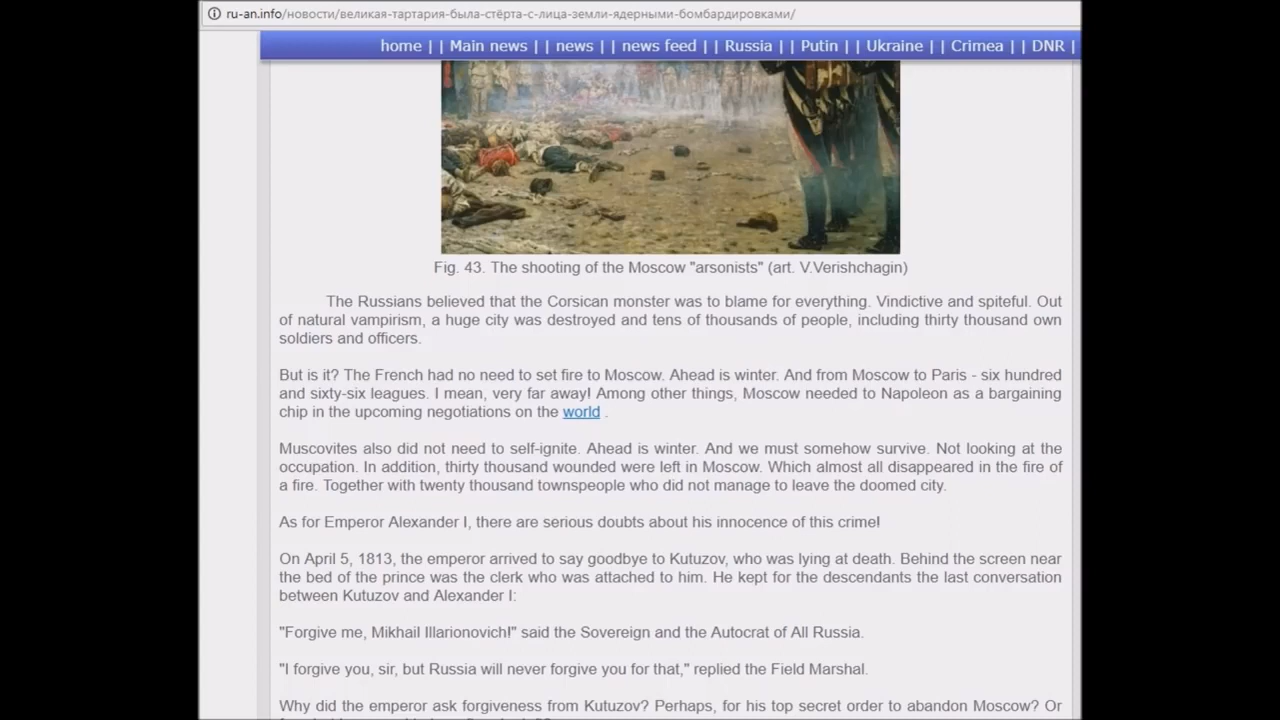 ru-an.info/новости/великая-тартария-была-стёрта-с-лица-земли-ядерными-бомбардировками/
home | | Main news | | news | | news feed | | Russia | | Putin | | Ukraine | | Crimea | | DNR |
Fig. 43. The shooting of the Moscow "arsonists" (art. V.Verishchagin)
The Russians believed that the Corsican monster was to blame for everything. Vindictive and spiteful. Out
of natural vampirism, a huge city was destroyed and tens of thousands of people, including thirty thousand own
soldiers and officers.
But is it? The French had no need to set fire to Moscow. Ahead is winter. And from Moscow to Paris - six hundred
and sixty-six leagues. I mean, very far away! Among other things, Moscow needed to Napoleon as a bargaining
chip in the upcoming negotiations on the world .
Muscovites also did not need to self-ignite. Ahead is winter. And we must somehow survive. Not looking at the
occupation. In addition, thirty thousand wounded were left in Moscow. Which almost all disappeared in the fire of
a fire. Together with twenty thousand townspeople who did not manage to leave the doomed city.
As for Emperor Alexander I, there are serious doubts about his innocence of this crime!
On April 5, 1813, the emperor arrived to say goodbye to Kutuzov, who was lying at death. Behind the screen near
the bed of the prince was the clerk who was attached to him. He kept for the descendants the last conversation
between Kutuzov and Alexander I:
"Forgive me, Mikhail Illarionovich!" said the Sovereign and the Autocrat of All Russia.
"I forgive you, sir, but Russia will never forgive you for that," replied the Field Marshal.
Why did the emperor ask forgiveness from Kutuzov? Perhaps, for his top secret order to abandon Moscow? Or